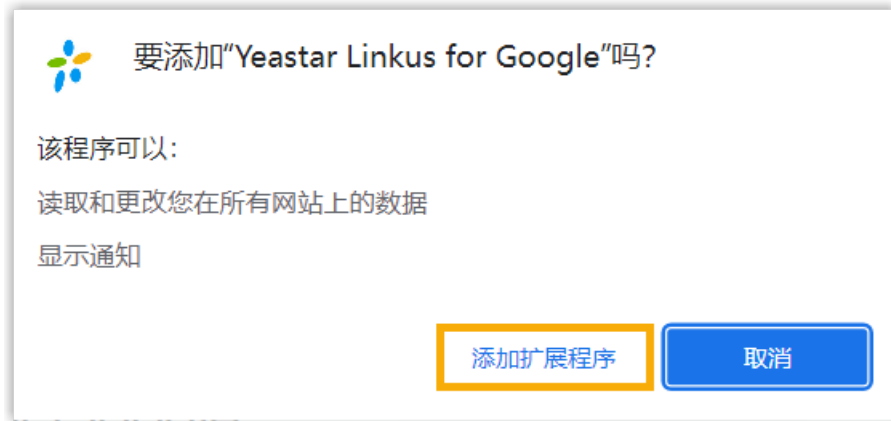 要添加“Yeastar Linkus for Google”吗?
该程序可以：
读取和更改您在所有网站上的数据
显示通知
添加扩展程序
取消